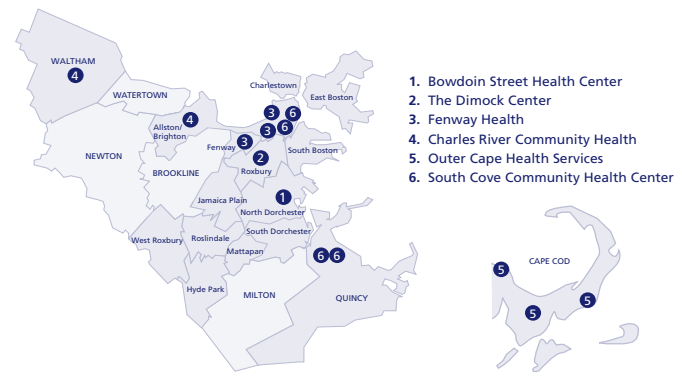 WALTHAM
4
WATERTOWN
Charlestown
East Boston
3
6
4
Allston/
Brighton
3
6
Fenway
3
South Boston
NEWTON
2
Roxbury
BROOKLINE
1
Jamaica Plain
North Dorchester
South Dorchester
West Roxbury
Roslindale
Mattapan
6
6
Hyde Park
MILTON
QUINCY
1. Bowdoin Street Health Center
2. The Dimock Center
3. Fenway Health
4. Charles River Community Health
5. Outer Cape Health Services
6. South Cove Community Health Center
CAPE COD
5
5
5